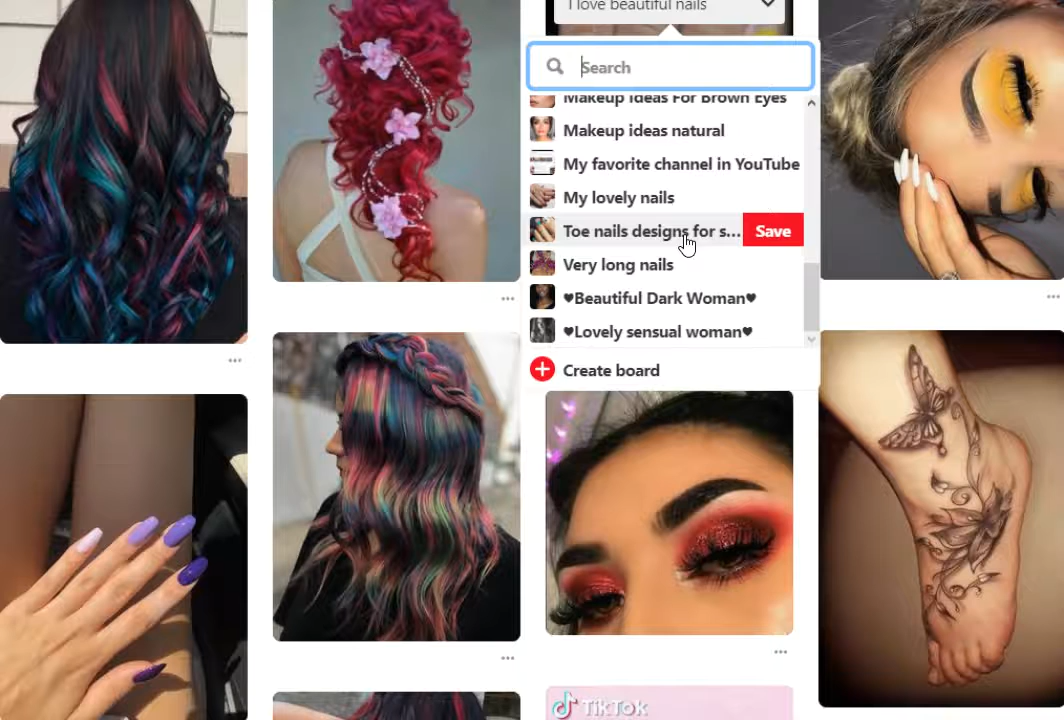 I love beautiful nails
Search
Makeup Ideas For Brown Eyes
Makeup ideas natural
My favorite channel in YouTube
My lovely nails
Toe nails designs for s...
Save
Very long nails
♥Beautiful Dark Woman♥
♥Lovely sensual woman♥
Create board
TikTok